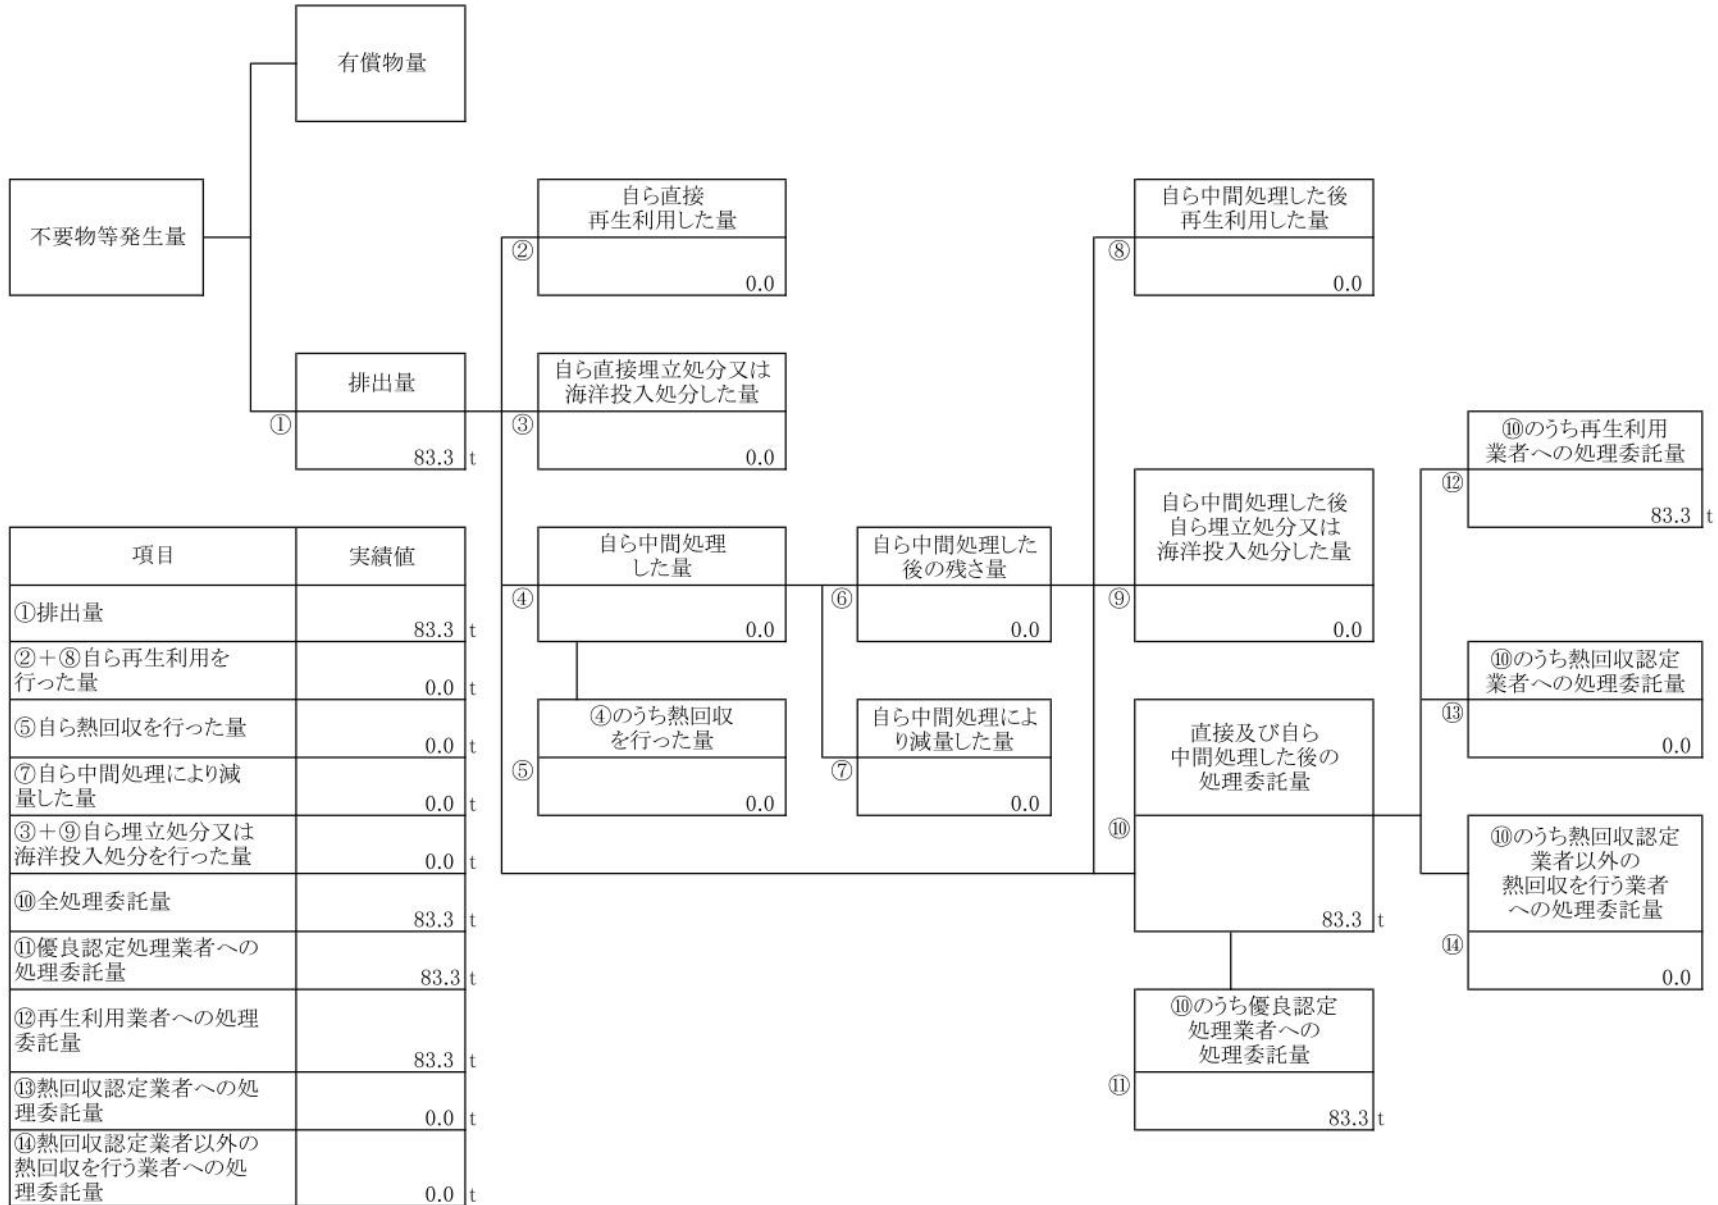 有償物量
不要物等発生量
自ら直接
再生利用した量
②
0.0
自ら中間処理した後
再生利用した量
⑧
0.0
排出量
①
83.3 t
自ら直接埋立処分又は
海洋投入処分した量
③
0.0
⑩のうち再生利用
業者への処理委託量
⑫
83.3 t
自ら中間処理
した量
④
0.0
自ら中間処理した
後の残さ量
⑥
0.0
自ら中間処理した後
自ら埋立処分又は
海洋投入処分した量
⑨
0.0
⑩のうち熱回収認定
業者への処理委託量
⑬
0.0
④のうち熱回収
を行った量
⑤
0.0
自ら中間処理によ
り減量した量
⑦
0.0
直接及び自ら
中間処理した後の
処理委託量
⑩
83.3 t
⑩のうち熱回収認定
業者以外の
熱回収を行う業者
への処理委託量
⑭
0.0
⑩のうち優良認定
処理業者への
処理委託量
⑪
83.3 t
項目 実績値
①排出量
83.3 t
②+⑧自ら再生利用を
行った量 0.0 t
⑤自ら熱回収を行った量
0.0 t
⑦自ら中間処理により減
量した量 0.0 t
③+⑨自ら埋立処分又は
海洋投入処分を行った量 0.0 t
⑩全処理委託量
83.3 t
⑪優良認定処理業者への
処理委託量 83.3 t
⑫再生利用業者への処理
委託量
83.3 t
⑬熱回収認定業者への処
理委託量 0.0 t
⑭熱回収認定業者以外の
熱回収を行う業者への処
理委託量 0.0 t